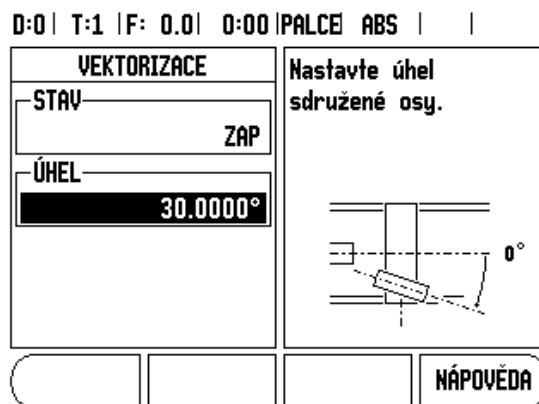 D:0 | T:1 | F: 0.0 | 0:00 | PALCE | ABS | |
VEKTORIZACE
STAV
ZAP
ÚHEL
30.0000°
Nastavte úhel
sdružené osy.
0°
NÁPOVĚDA